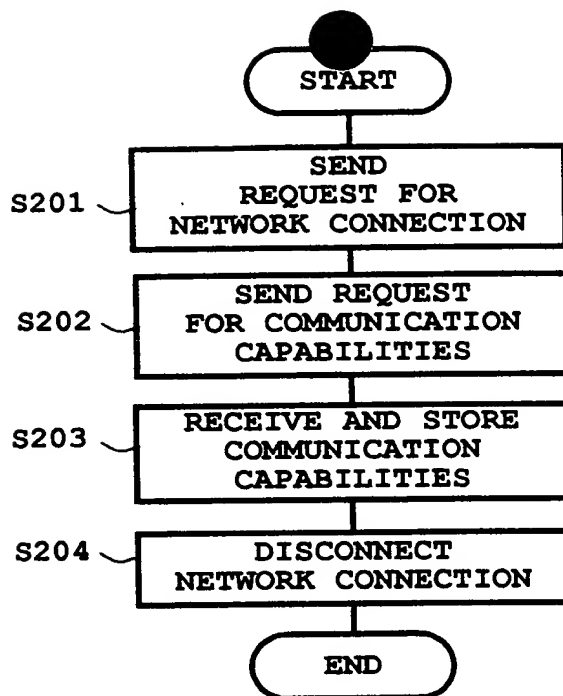 START
SEND
REQUEST FOR
S201
NETWORK CONNECTION
SEND REQUEST
S202
FOR COMMUNICATION
CAPABILITIES
RECEIVE AND STORE
S203
COMMUNICATION
CAPABILITIES
S204
DISCONNECT
NETWORK CONNECTION
END